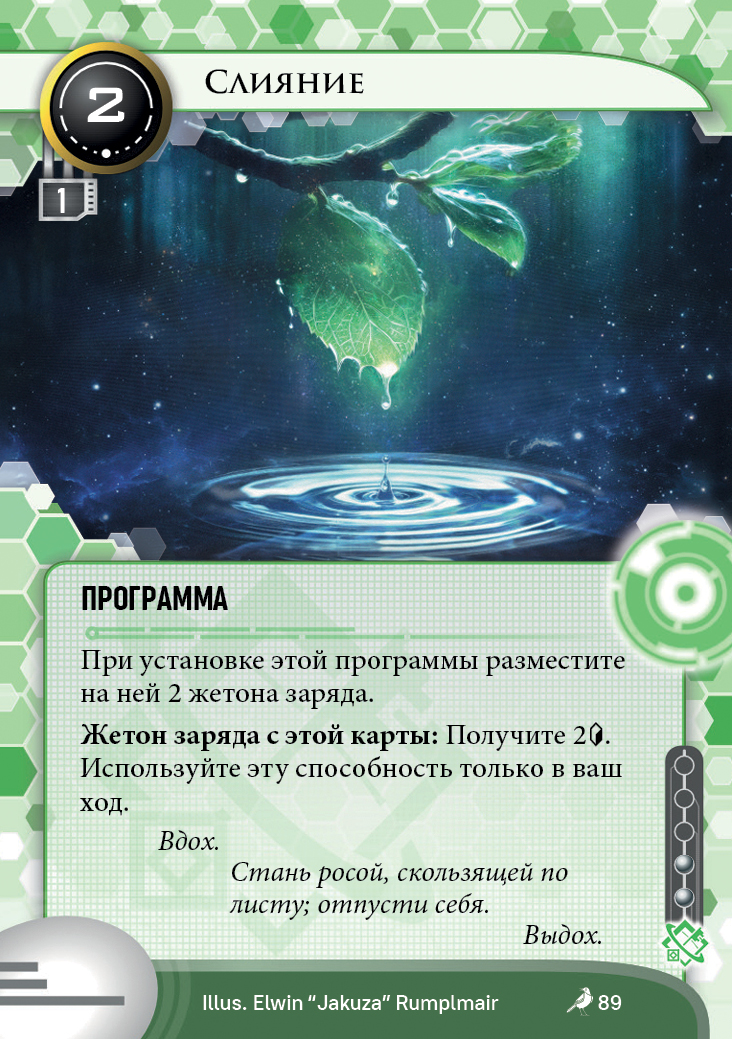 Слияние
2
1
ПРОГРАММА
При установке этой программы разместите
на ней 2 жетона заряда.
Жетон заряда с этой карты: Получите 2.
Используйте эту способность только в ваш
ход.
Вдох.
Стань росой, скользящей по
листу; отпусти себя.
Выдох.
Illus. Elwin “Jakuza” Rumplmair
89